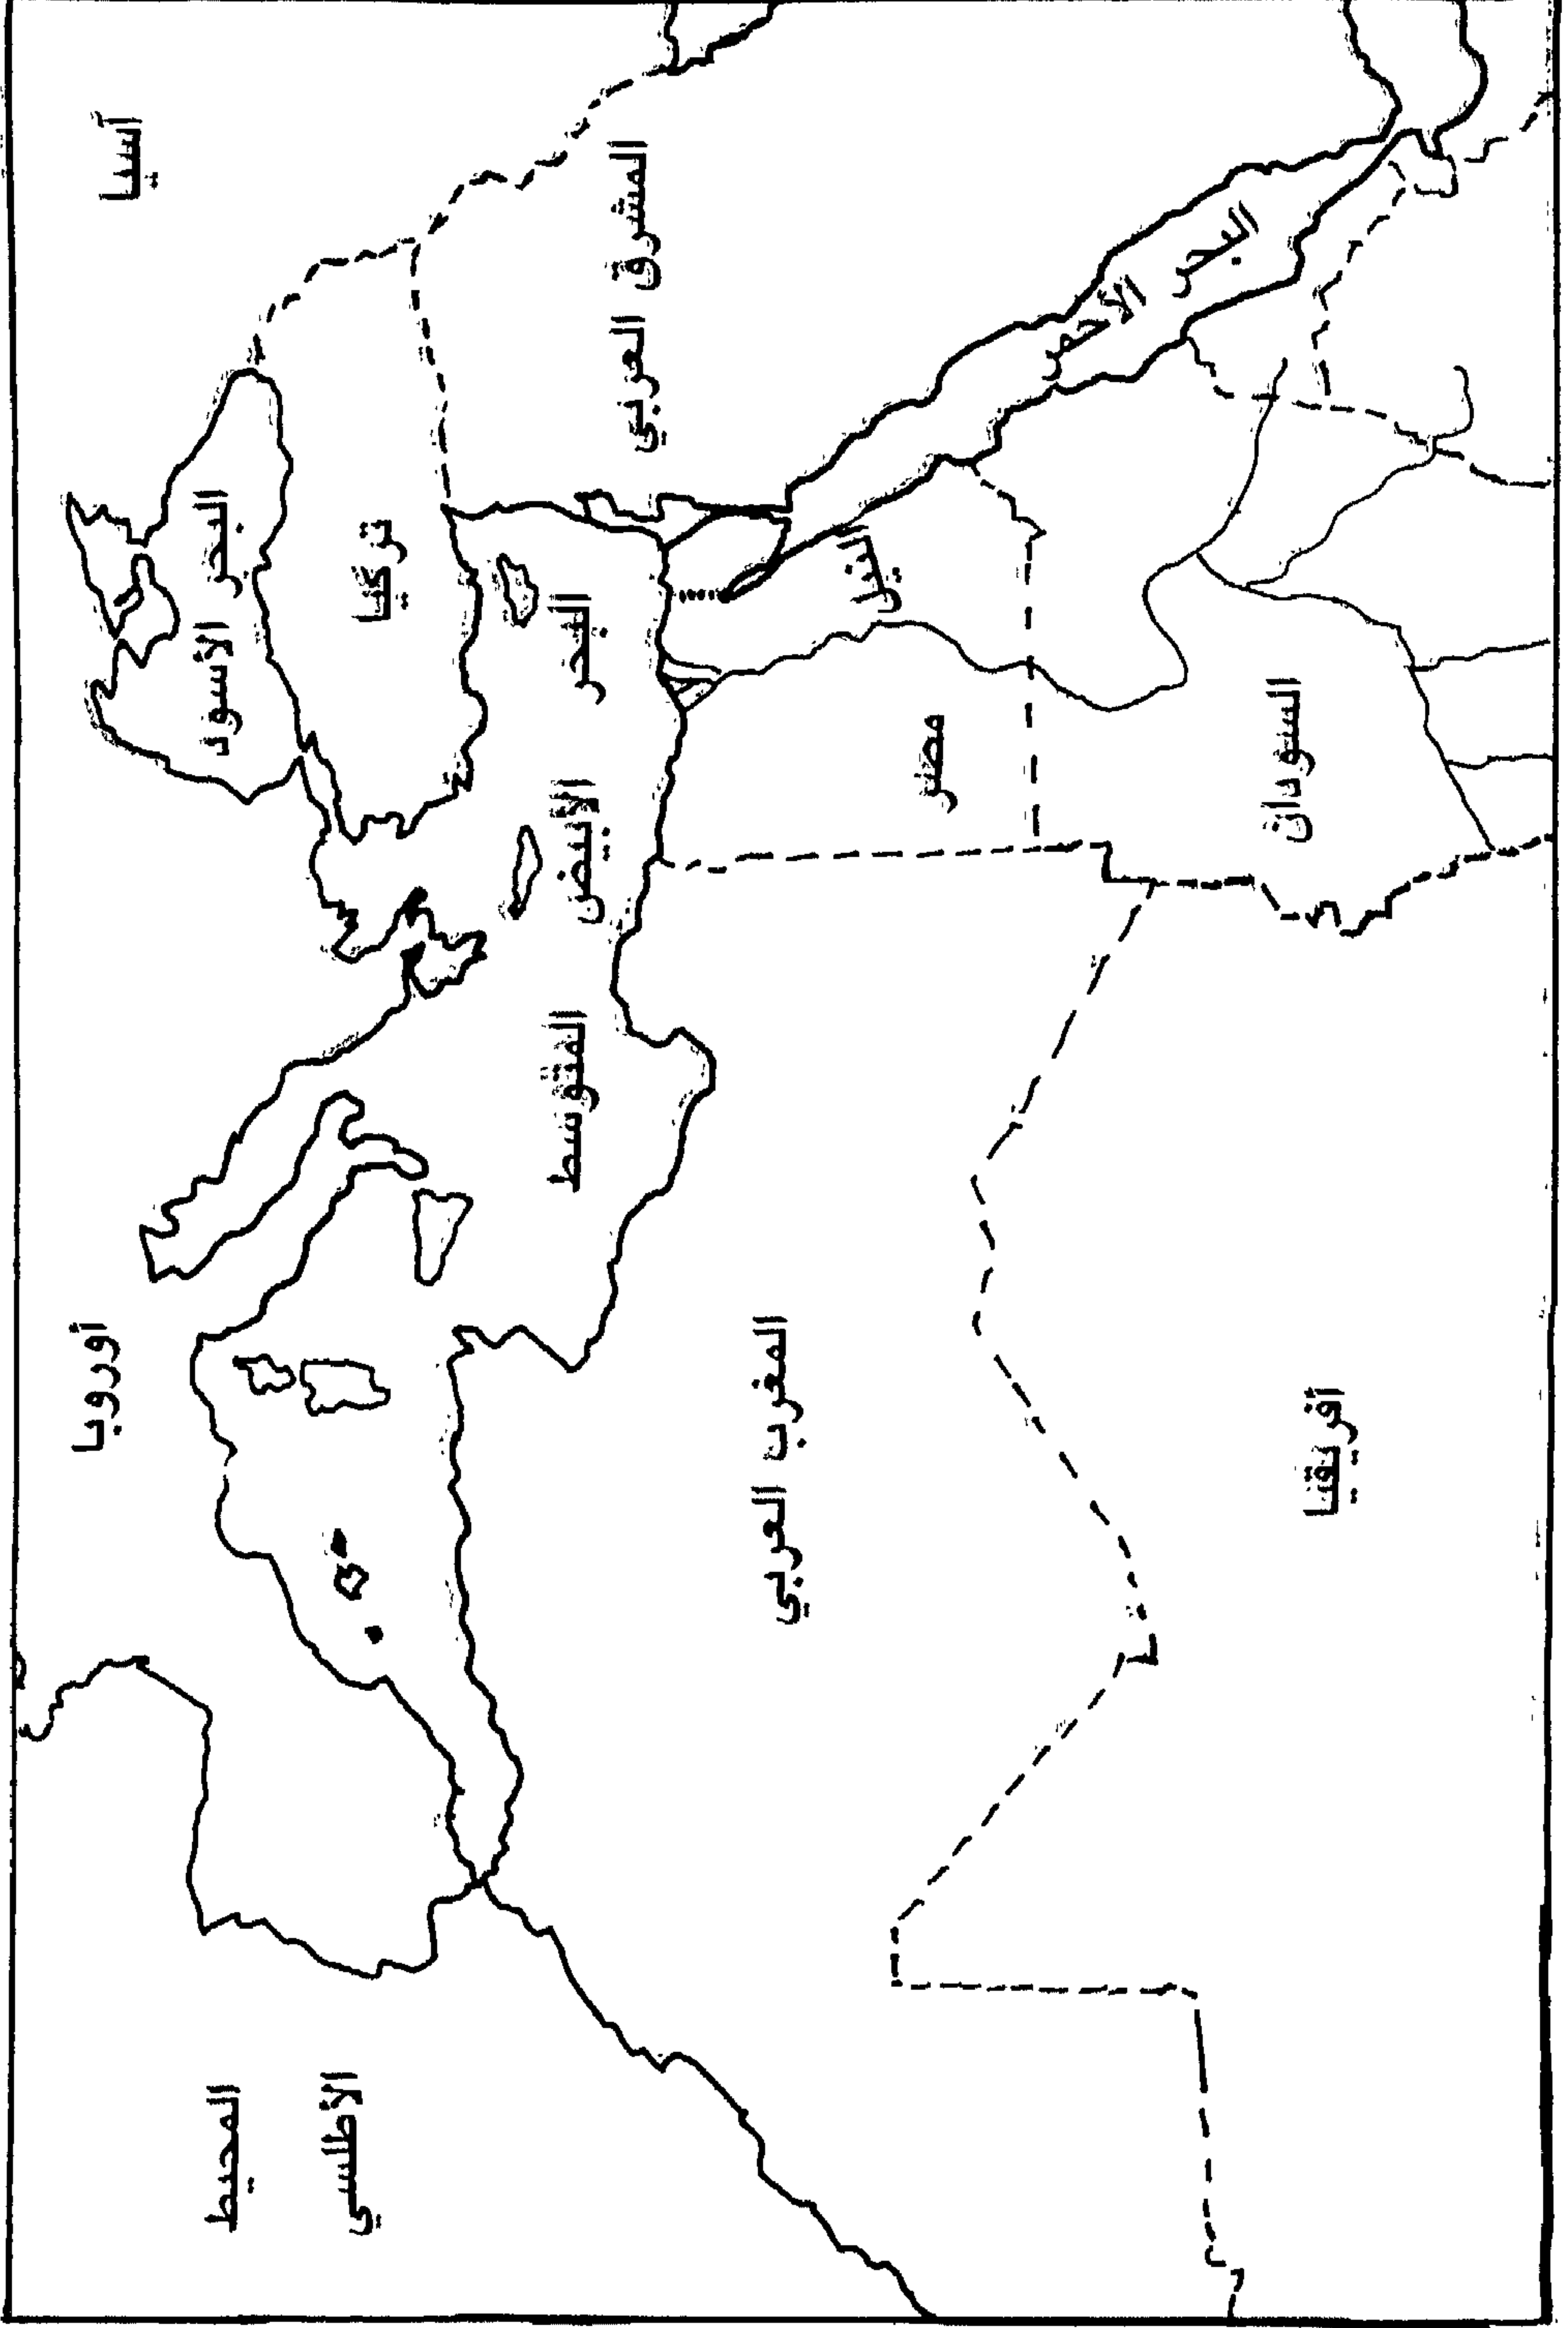 أوروبا
آسيا
البحر الأسود
تركيا
المحيط
الأطلسي
البحر
الأبيض
المتوسط
المشرق العربي
المغرب العربي
مصر
البحر الأحمر
السودان
أفريقيا